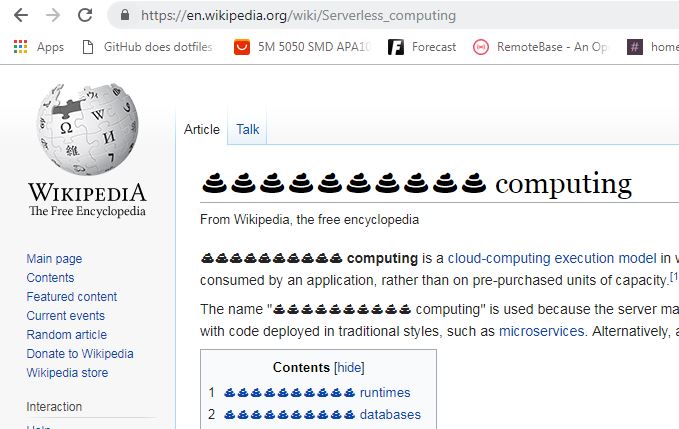 https://en.wikipedia.org/wiki/Serverless_computing
Apps GitHub does dotfiles 5M 5050 SMD APA10 Forecast RemoteBase - An Op home
WIKIPEDIA
The Free Encyclopedia
Article Talk
💩💩💩💩💩💩💩💩💩💩 computing
From Wikipedia, the free encyclopedia
💩💩💩💩💩💩💩💩💩💩 computing is a cloud-computing execution model in w
consumed by an application, rather than on pre-purchased units of capacity.[1
The name "💩💩💩💩💩💩💩💩💩💩 computing" is used because the server ma
with code deployed in traditional styles, such as microservices. Alternatively, a
Contents [hide]
1 💩💩💩💩💩💩💩💩💩💩 runtimes
2 💩💩💩💩💩💩💩💩💩💩 databases
Main page
Contents
Featured content
Current events
Random article
Donate to Wikipedia
Wikipedia store
Interaction